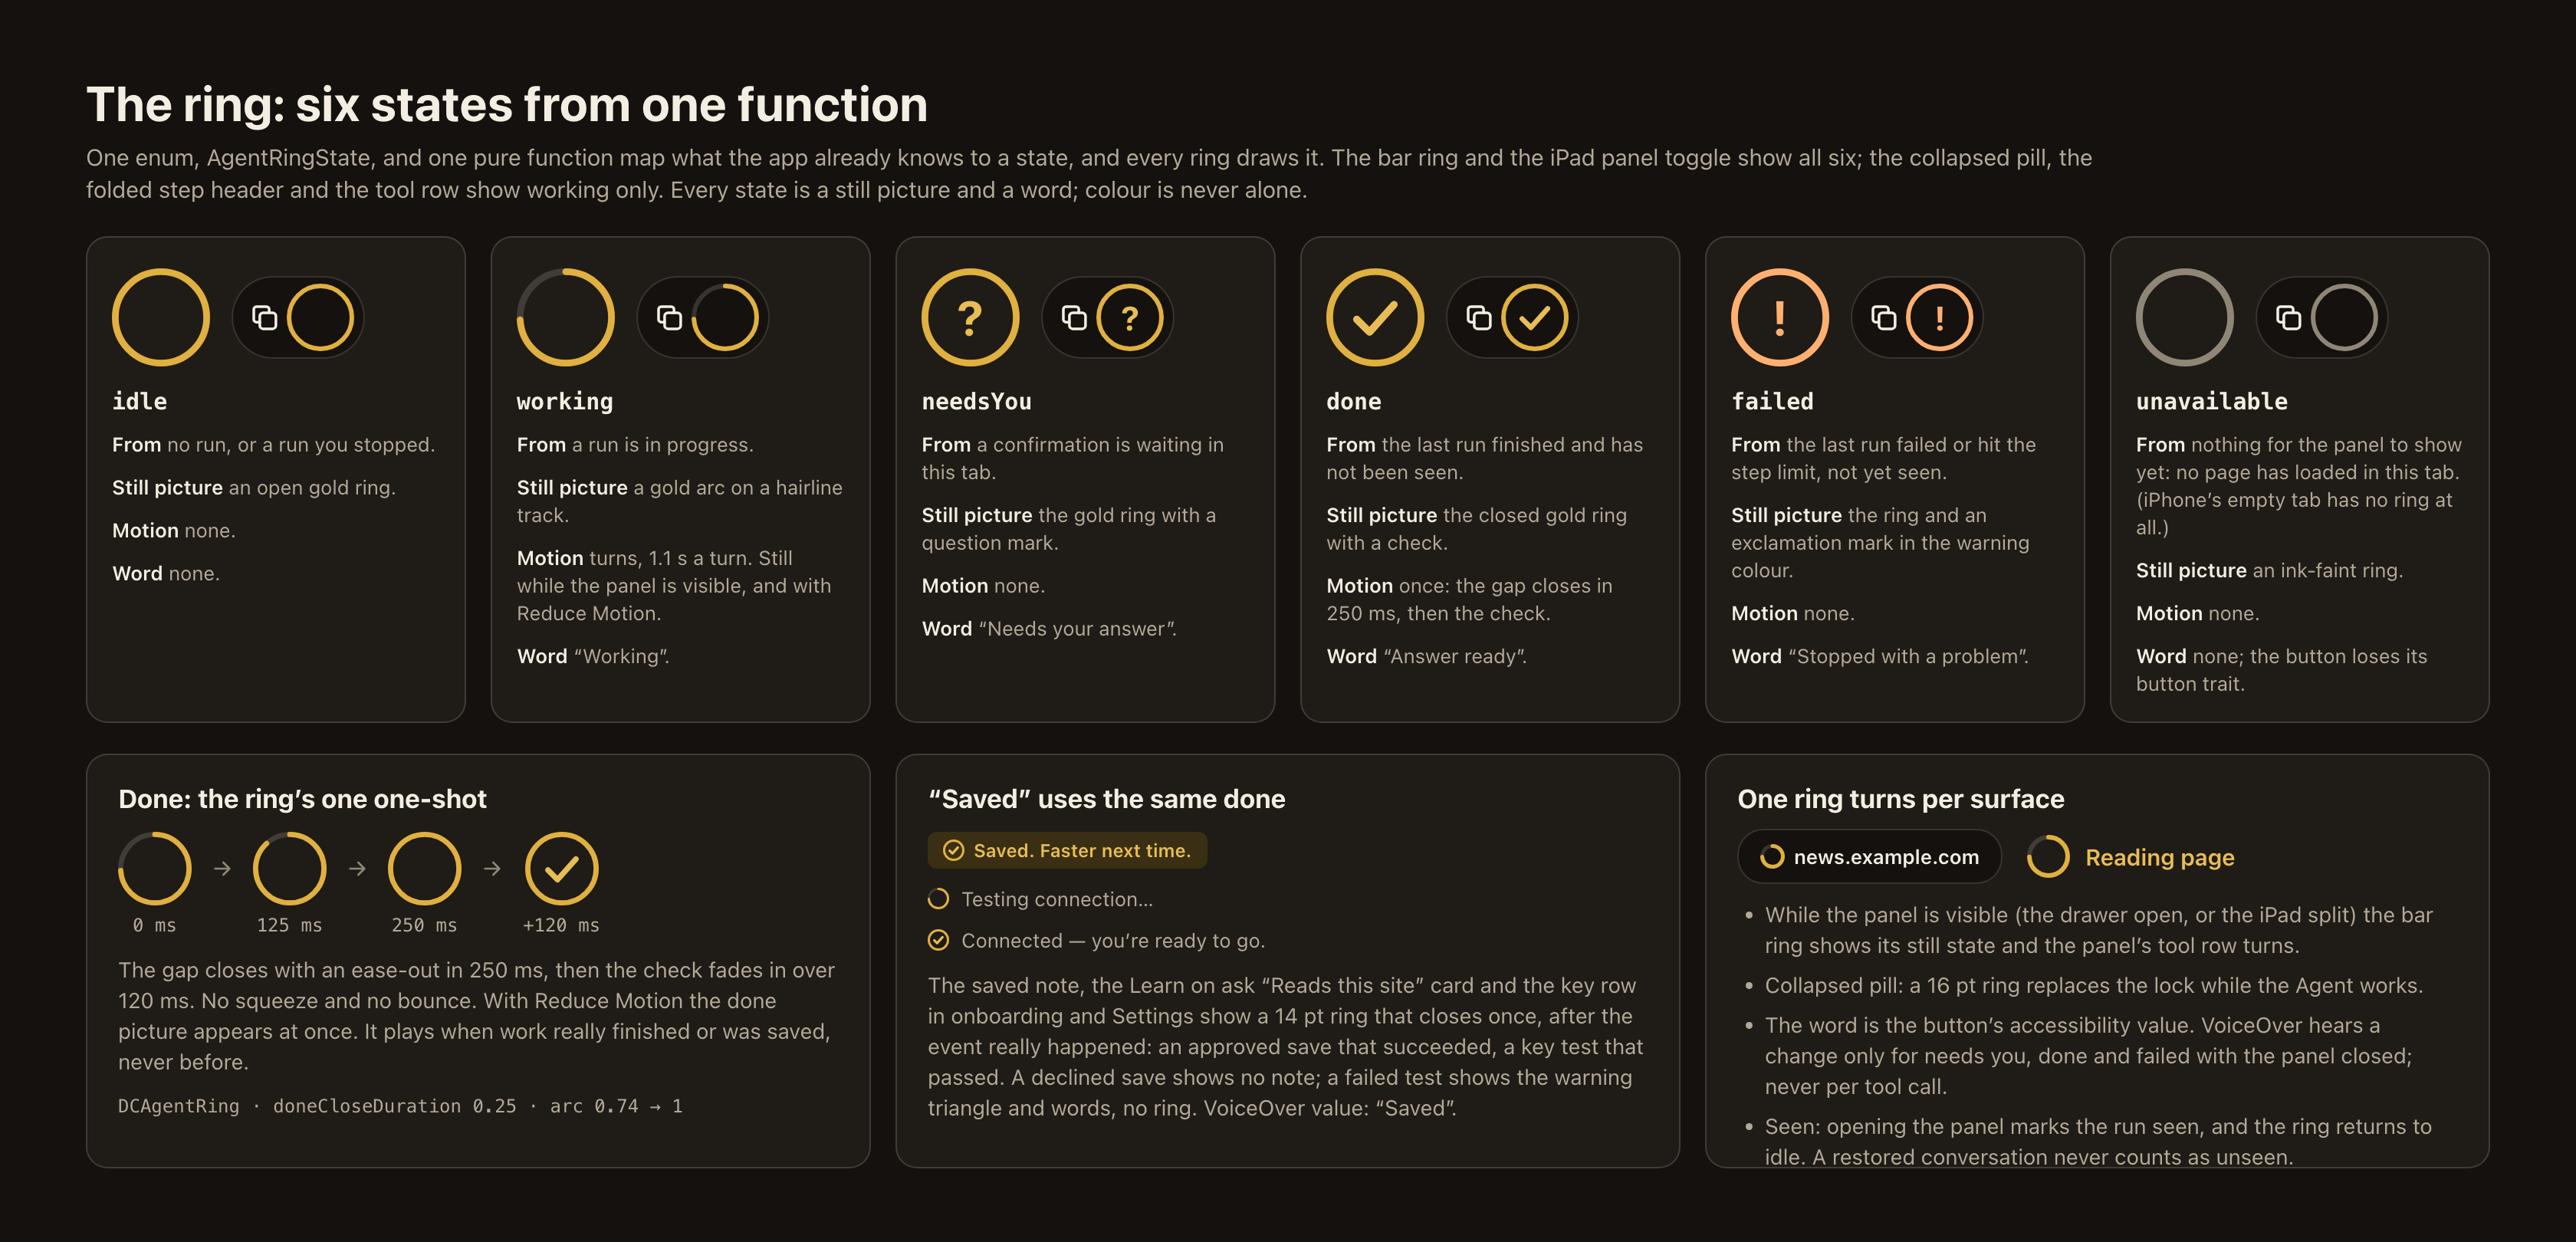 The ring: six states from one function
One enum, AgentRingState, and one pure function map what the app already knows to a state, and every ring draws it. The bar ring and the iPad panel toggle show all six; the collapsed pill, the
folded step header and the tool row show working only. Every state is a still picture and a word; colour is never alone.
idle
From no run, or a run you stopped.
Still picture an open gold ring.
Motion none.
Word none.
working
From a run is in progress.
Still picture a gold arc on a hairline
track.
Motion turns, 1.1 s a turn. Still
while the panel is visible, and with
Reduce Motion.
Word “Working”.
?
?
needsYou
From a confirmation is waiting in
this tab.
Still picture the gold ring with a
question mark.
Motion none.
Word “Needs your answer”.
done
From the last run finished and has
not been seen.
Still picture the closed gold ring
with a check.
Motion once: the gap closes in
250 ms, then the check.
Word “Answer ready”.
!
!
failed
From the last run failed or hit the
step limit, not yet seen.
Still picture the ring and an
exclamation mark in the warning
colour.
Motion none.
Word “Stopped with a problem”.
unavailable
From nothing for the panel to show
yet: no page has loaded in this tab.
(iPhone’s empty tab has no ring at
all.)
Still picture an ink-faint ring.
Motion none.
Word none; the button loses its
button trait.
Done: the ring’s one one-shot
→ → →
0 ms 125 ms 250 ms +120 ms
The gap closes with an ease-out in 250 ms, then the check fades in over
120 ms. No squeeze and no bounce. With Reduce Motion the done
picture appears at once. It plays when work really finished or was saved,
never before.
DCAgentRing · doneCloseDuration 0.25 · arc 0.74 → 1
“Saved” uses the same done
Saved. Faster next time.
Testing connection…
Connected — you’re ready to go.
The saved note, the Learn on ask “Reads this site” card and the key row
in onboarding and Settings show a 14 pt ring that closes once, after the
event really happened: an approved save that succeeded, a key test that
passed. A declined save shows no note; a failed test shows the warning
triangle and words, no ring. VoiceOver value: “Saved”.
One ring turns per surface
news.example.com Reading page
• While the panel is visible (the drawer open, or the iPad split) the bar
ring shows its still state and the panel’s tool row turns.
• Collapsed pill: a 16 pt ring replaces the lock while the Agent works.
• The word is the button’s accessibility value. VoiceOver hears a
change only for needs you, done and failed with the panel closed;
never per tool call.
• Seen: opening the panel marks the run seen, and the ring returns to
idle. A restored conversation never counts as unseen.